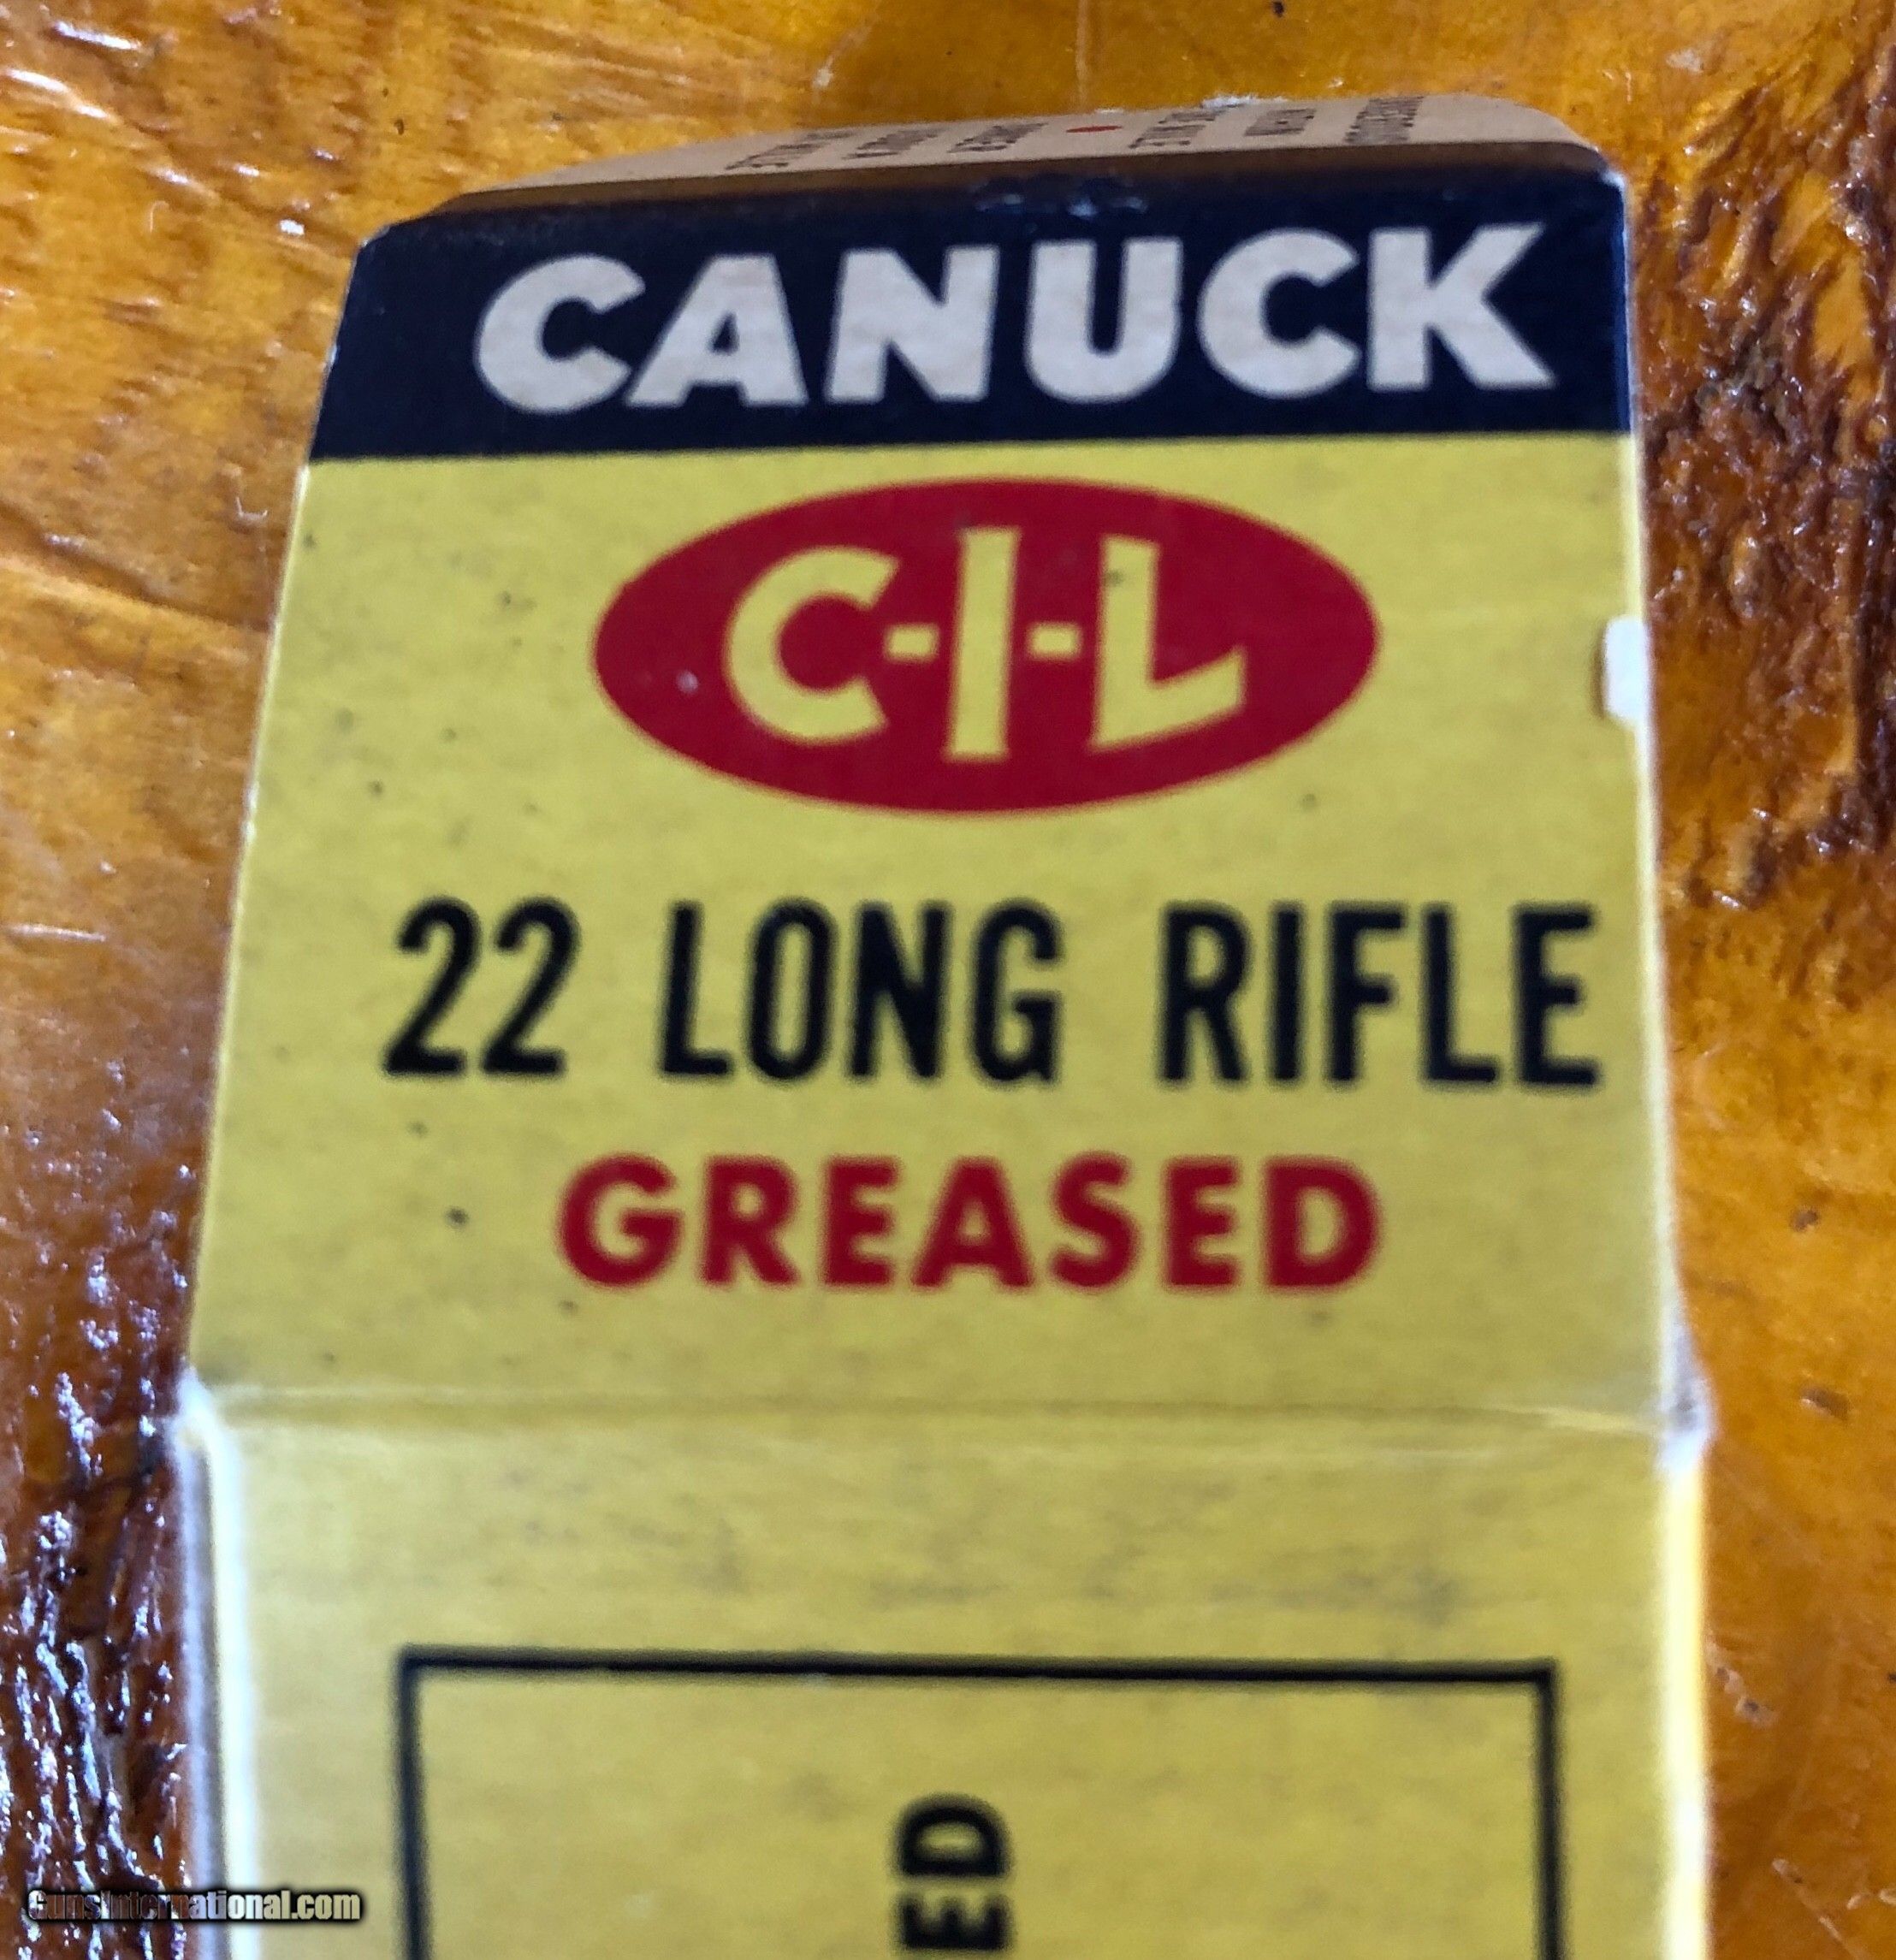 CANUCK
C-I-L
22 LONG RIFLE
GREASED
ED
GunsInternational.com